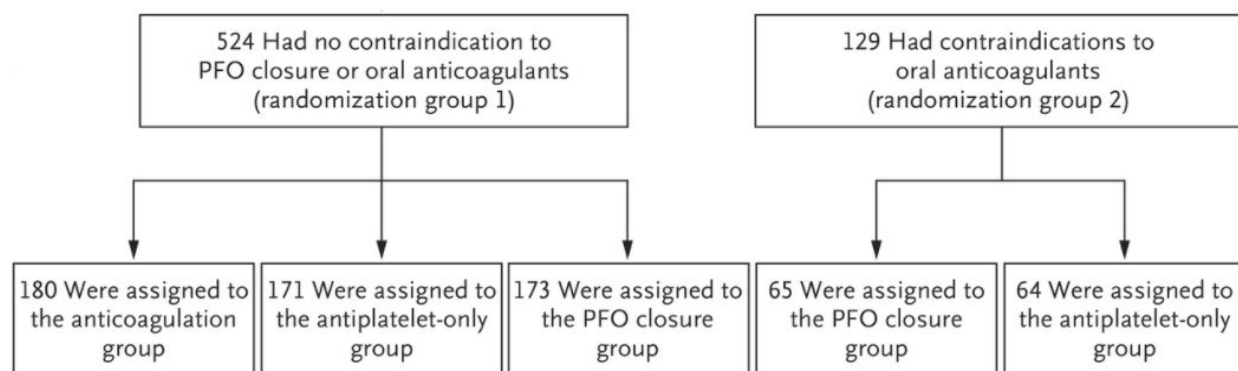 524 Had no contraindication to
PFO closure or oral anticoagulants
(randomization group 1)
129 Had contraindications to
oral anticoagulants
(randomization group 2)
180 Were assigned to
the anticoagulation
group
171 Were assigned to
the antiplatelet-only
group
173 Were assigned to
the PFO closure
group
65 Were assigned to
the PFO closure
group
64 Were assigned to
the antiplatelet-only
group